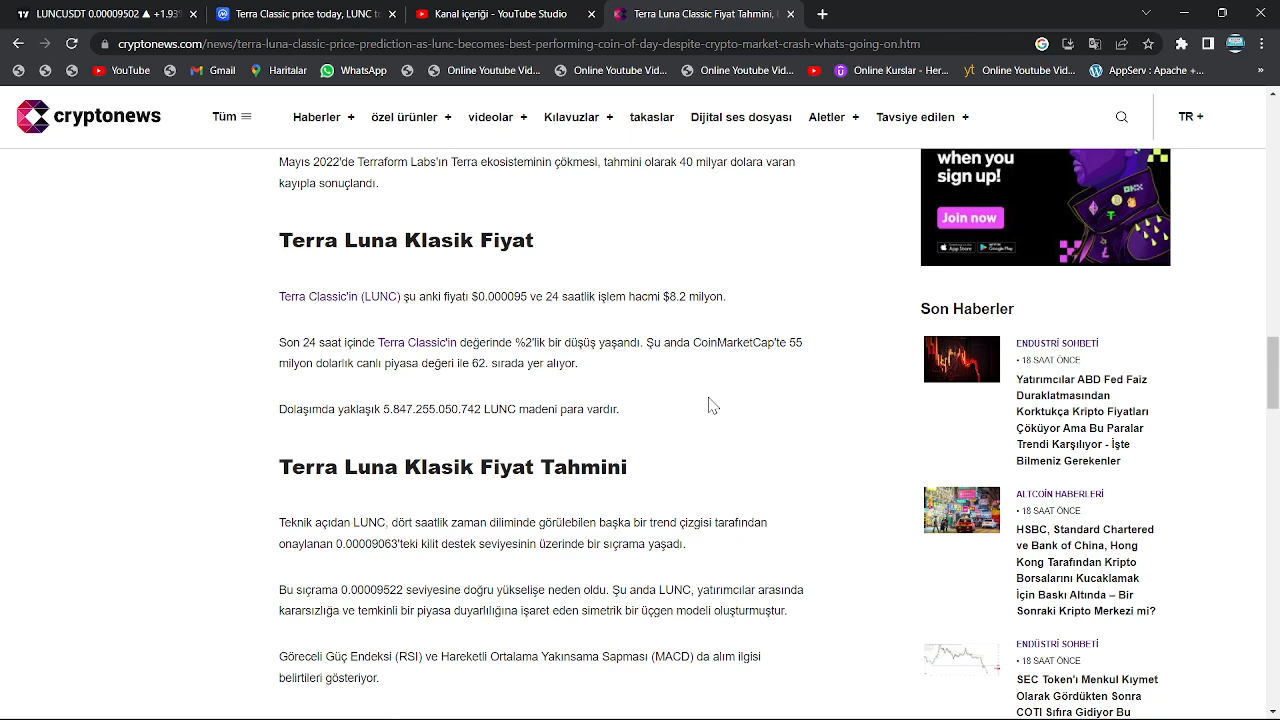 LUNCUSDT 0.00009502 ▲ +1.93%
Terra Classic price today, LUNC to
Kanal içeriği - YouTube Studio
Terra Luna Classic Fiyat Tahmini, L
cryptonews.com/news/terra-luna-classic-price-prediction-as-lunc-becomes-best-performing-coin-of-day-despite-crypto-market-crash-whats-going-on.htm
YouTube
Gmail
Haritalar
WhatsApp
Online Youtube Vid...
Online Youtube Vid...
Online Youtube Vid...
Online Kurslar - Her...
Online Youtube Vid...
AppServ : Apache +...
»
cryptonews
Tüm
Haberler +
özel ürünler +
videolar +
Kılavuzlar +
takaslar
Dijital ses dosyası
Aletler +
Tavsiye edilen +
TR +
Mayıs 2022'de Terraform Labs'ın Terra ekosisteminin çökmesi, tahmini olarak 40 milyar dolara varan
kayıpla sonuçlandı.
Terra Luna Klasik Fiyat
Terra Classic'in (LUNC) şu anki fiyatı $0.000095 ve 24 saatlik işlem hacmi $8.2 milyon.
Son 24 saat içinde Terra Classic'in değerinde %2'lik bir düşüş yaşandı. Şu anda CoinMarketCap'te 55
milyon dolarlık canlı piyasa değeri ile 62. sırada yer alıyor.
Dolaşımda yaklaşık 5.847.255.050.742 LUNC madeni para vardır.
Terra Luna Klasik Fiyat Tahmini
Teknik açıdan LUNC, dört saatlik zaman diliminde görülebilen başka bir trend çizgisi tarafından
onaylanan 0.00009063'teki kilit destek seviyesinin üzerinde bir sıçrama yaşadı.
Bu sıçrama 0.00009522 seviyesine doğru yükselişe neden oldu. Şu anda LUNC, yatırımcılar arasında
kararsızlığa ve temkinli bir piyasa duyarlılığına işaret eden simetrik bir üçgen modeli oluşturmuştur.
Göreceli Güç Endeksi (RSI) ve Hareketli Ortalama Yakınsama Sapması (MACD) da alım ilgisi
belirtileri gösteriyor.
when you
sign up!
Join now
App Store
Google Play
OKX
Son Haberler
ENDÜSTRİ SOHBETİ
• 18 SAAT ÖNCE
Yatırımcılar ABD Fed Faiz
Duraklatmasından
Korktukça Kripto Fiyatları
Çöküyor Ama Bu Paralar
Trendi Karşılıyor - İşte
Bilmeniz Gerekenler
ALTCOİN HABERLERİ
• 18 SAAT ÖNCE
HSBC, Standard Chartered
ve Bank of China, Hong
Kong Tarafından Kripto
Borsalarını Kucaklamak
İçin Baskı Altında – Bir
Sonraki Kripto Merkezi mi?
ENDÜSTRİ SOHBETİ
• 18 SAAT ÖNCE
SEC Token'ı Menkul Kıymet
Olarak Gördükten Sonra
COTI Sıfıra Gidiyor Bu